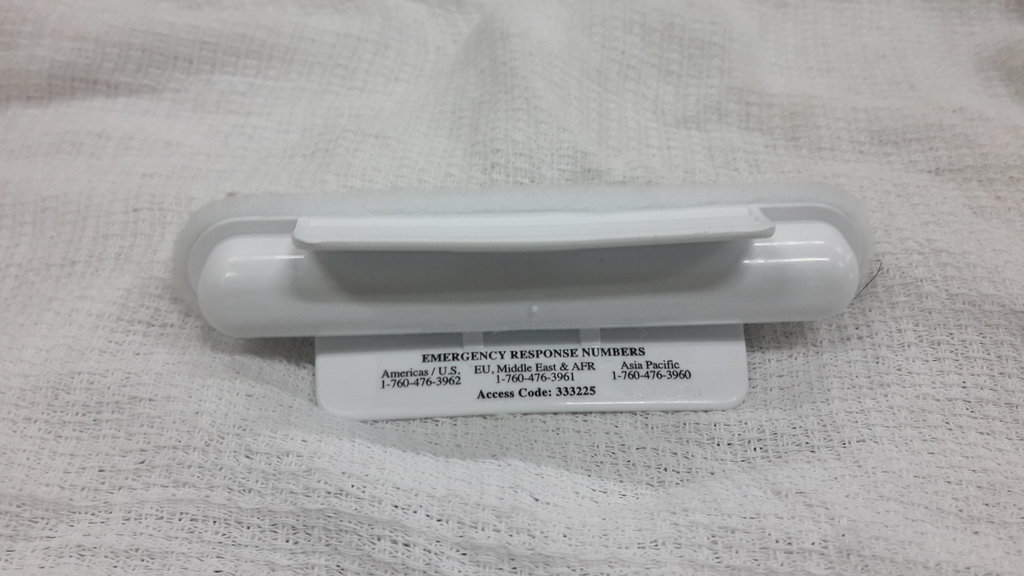 EMERGENCY RESPONSE NUMBERS
Americas / U.S. EU, Middle East & AFR Asia Pacific
1-760-476-3962 1-760-476-3961 1-760-476-3960
Access Code: 333225